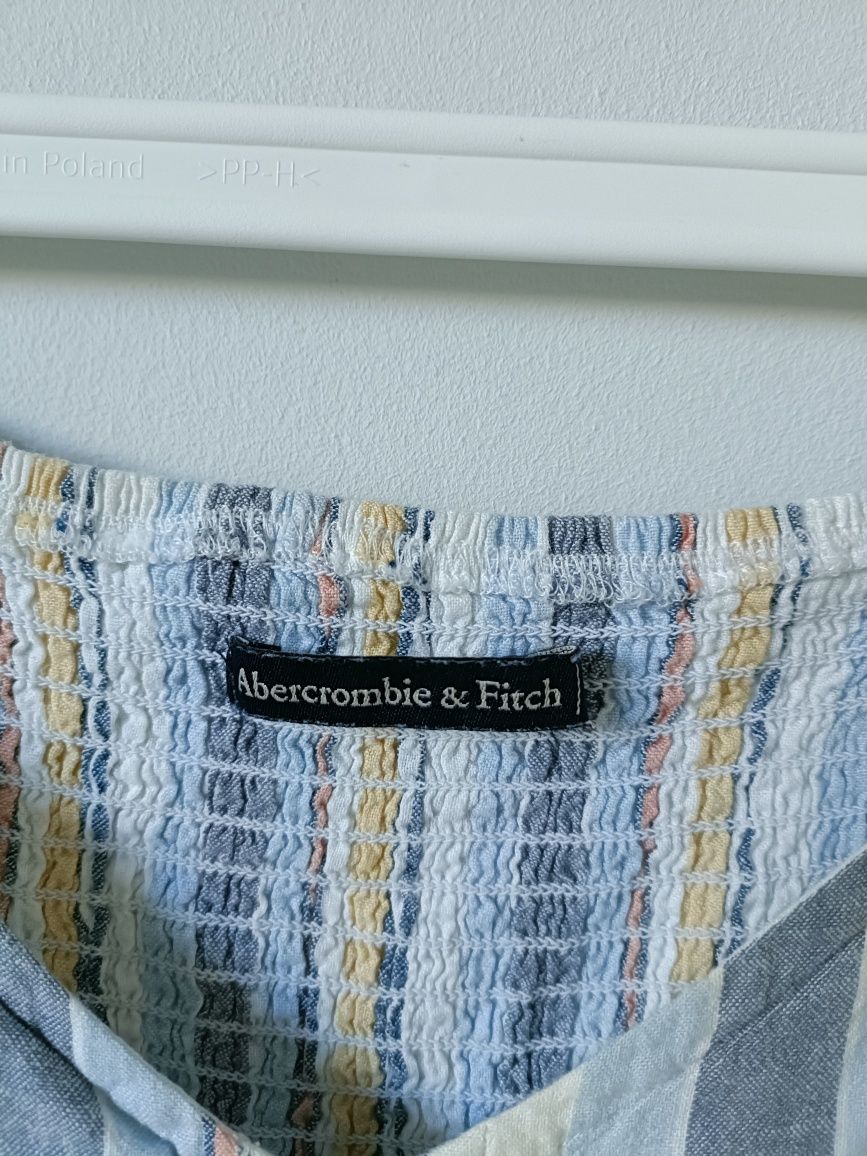 in Poland >PP-H<
Abercrombie & Fitch